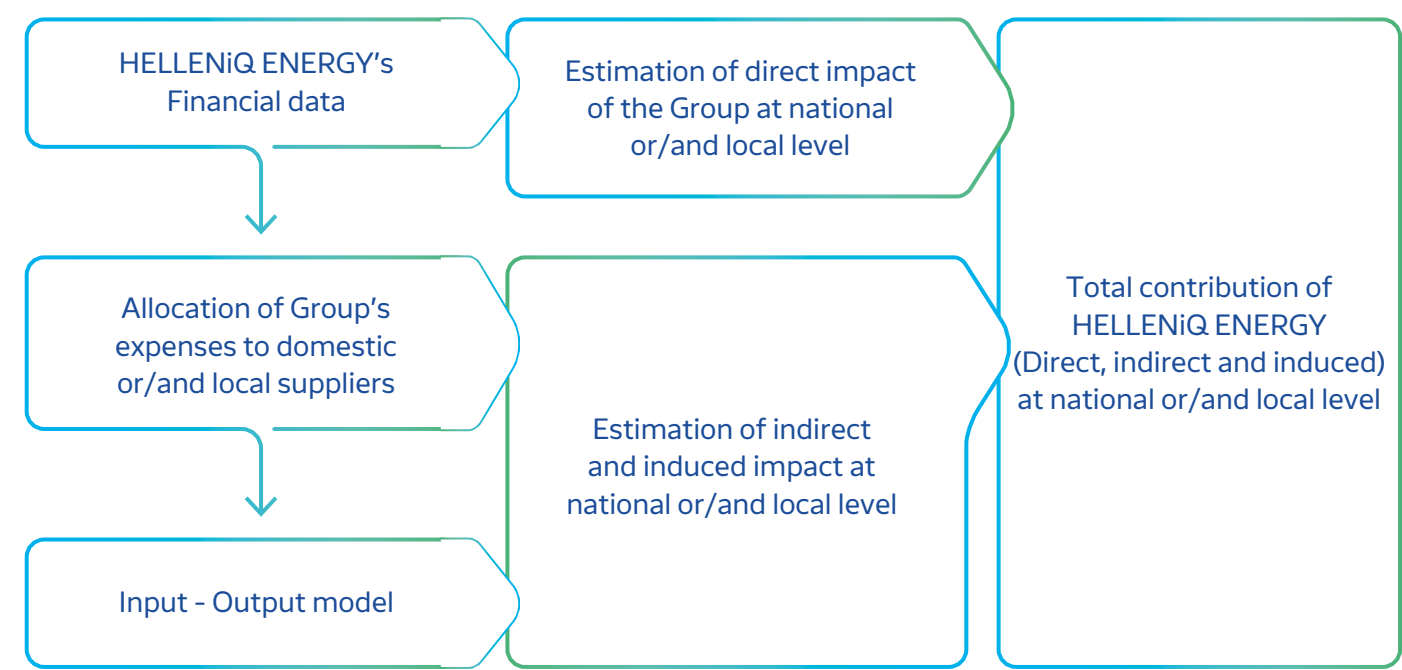 HELLENiQ ENERGY's
Financial data
Estimation of direct impact
of the Group at national
or/and local level
Allocation of Group's
expenses to domestic
or/and local suppliers
Estimation of indirect
and induced impact at
national or/and local level
Input - Output model
Total contribution of
HELLENiQ ENERGY
(Direct, indirect and induced)
at national or/and local level